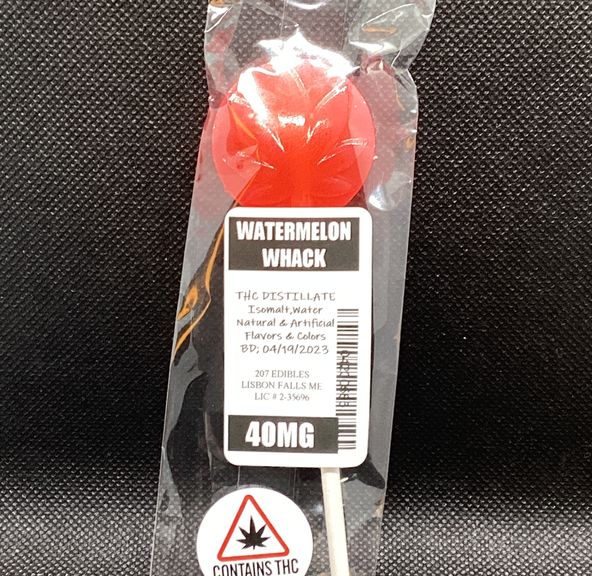 WATERMELON
WHACK
THC DISTILLATE
Isomalt,Water
Natural & Artificial
Flavors & Colors
BD; 04/19/2023
207 EDIBLES
LISBON FALLS ME
LIC # 2-35696
40MG
CONTAINS THC